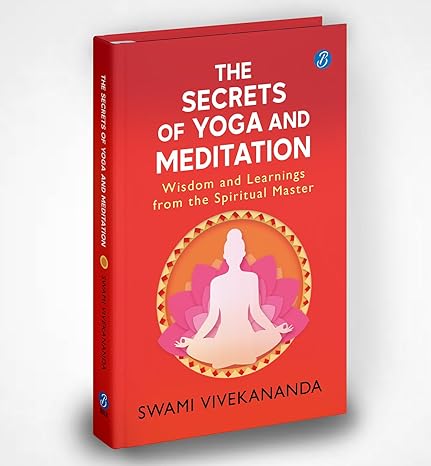 THE
SECRETS
OF YOGA AND
MEDITATION
Wisdom and Learnings
from the Spiritual Master
SWAMI VIVEKANANDA
B
THE SECRETS OF YOGA AND MEDITATION
SWAMI VIVEKANANDA